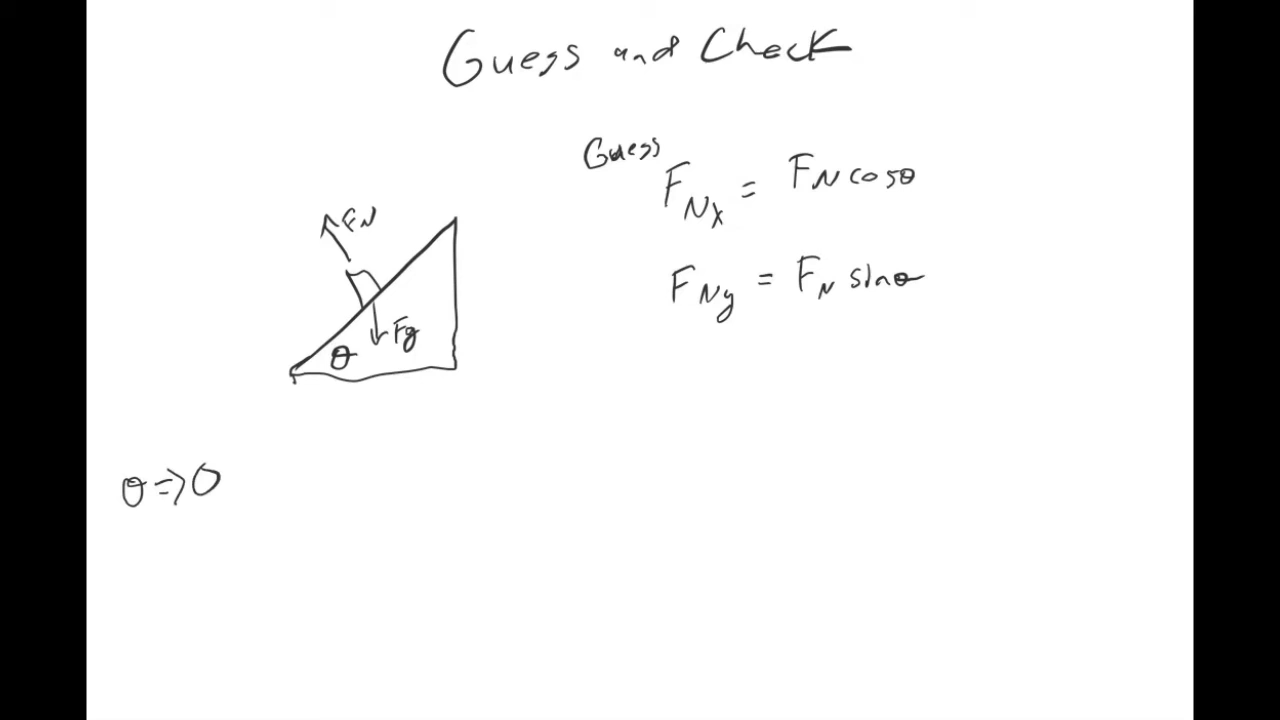 Guess and Check
Guess
F_Nx = F_N cosθ
F_Ny = F_N sinθ
F_N
F_g
θ
θ => 0